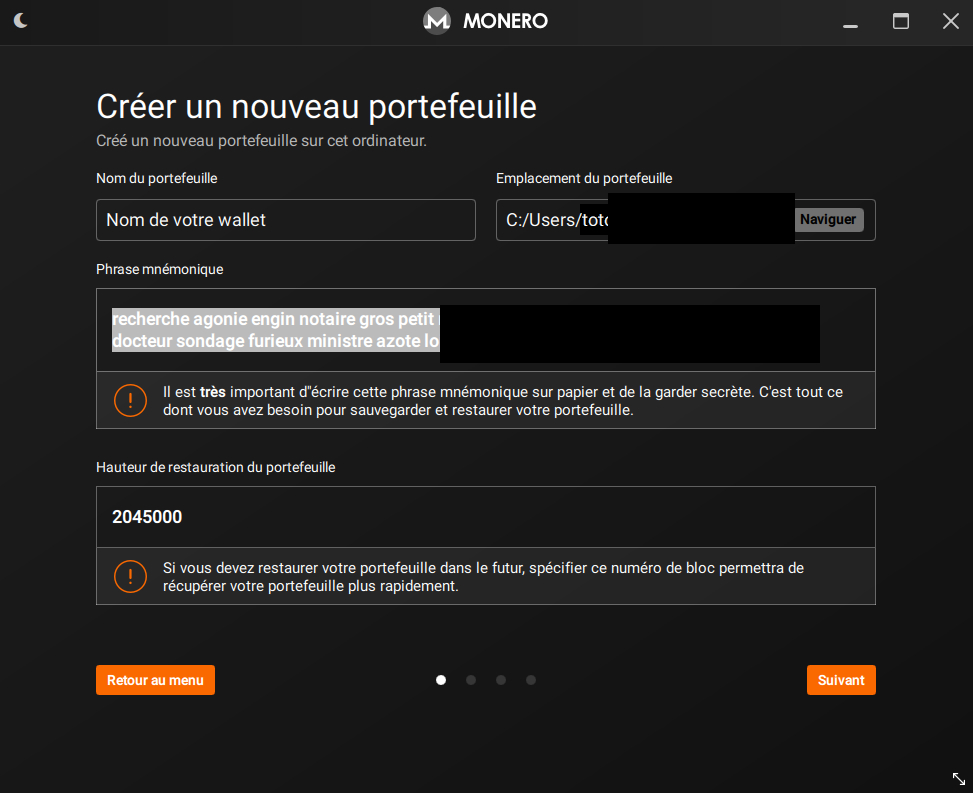 MONERO
Créer un nouveau portefeuille
Créé un nouveau portefeuille sur cet ordinateur.
Nom du portefeuille
Emplacement du portefeuille
Nom de votre wallet
C:/Users/toto
Naviguer
Phrase mnémonique
recherche agonie engin notaire gros petit
docteur sondage furieux ministre azote
Il est très important d"écrire cette phrase mnémonique sur papier et de la garder secrète. C'est tout ce
dont vous avez besoin pour sauvegarder et restaurer votre portefeuille.
Hauteur de restauration du portefeuille
2045000
Si vous devez restaurer votre portefeuille dans le futur, spécifier ce numéro de bloc permettra de
récupérer votre portefeuille plus rapidement.
Retour au menu
Suivant